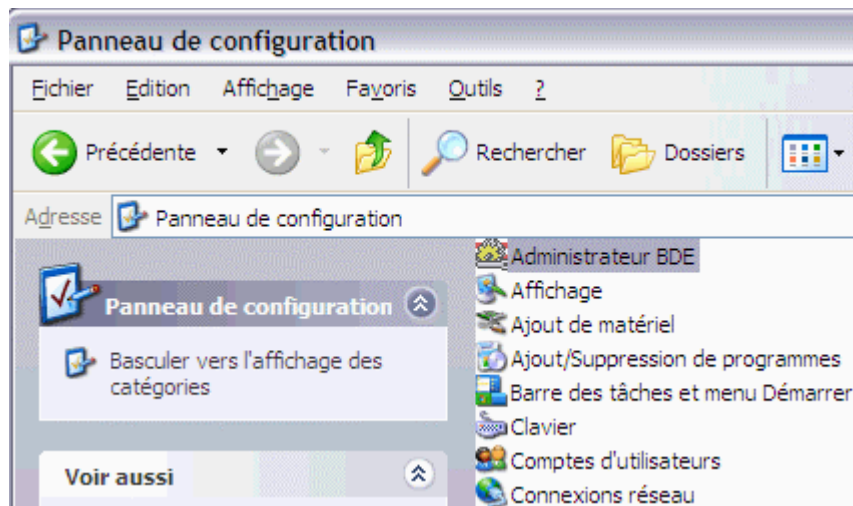 Panneau de configuration
Fichier Edition Affichage Favoris Outils ?
Précédente Rechercher Dossiers
Adresse Panneau de configuration
Panneau de configuration
Basculer vers l'affichage des
catégories
Voir aussi
Administrateur BDE
Affichage
Ajout de matériel
Ajout/Suppression de programmes
Barre des tâches et menu Démarrer
Clavier
Comptes d'utilisateurs
Connexions réseau